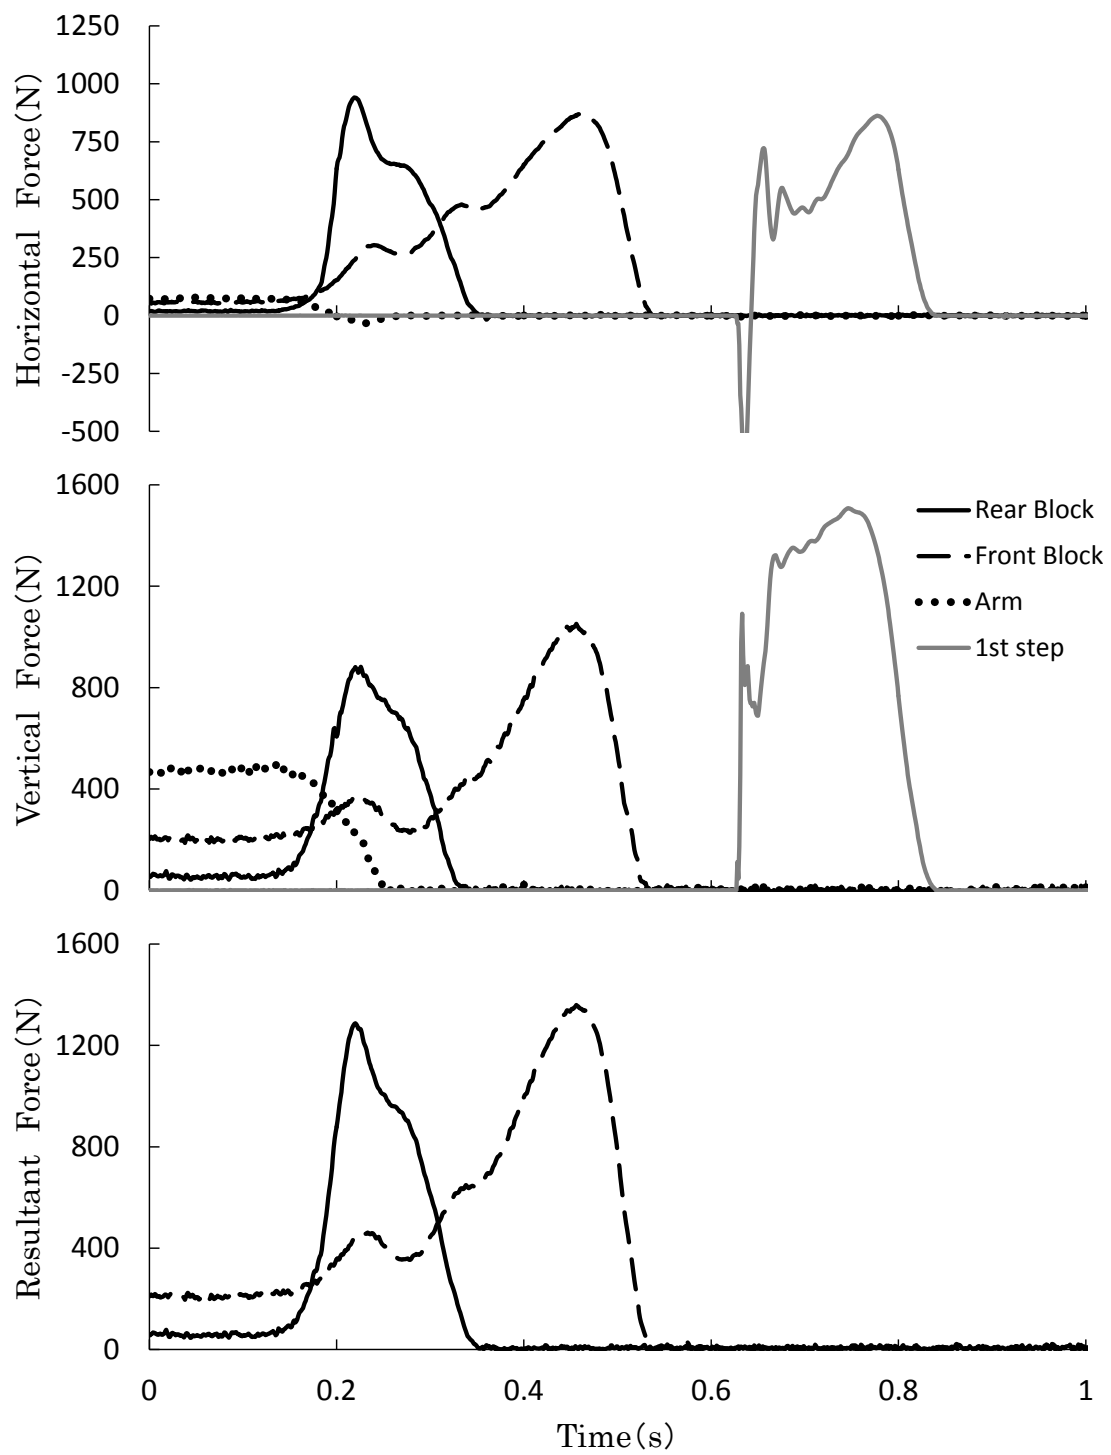 Horizontal Force(N)
1250
1000
750
500
250
0
-250
-500
Vertical Force(N)
1600
1200
800
400
0
Rear Block
Front Block
Arm
1st step
Resultant Force(N)
1600
1200
800
400
0
0 0.2 0.4 0.6 0.8 1
Time(s)